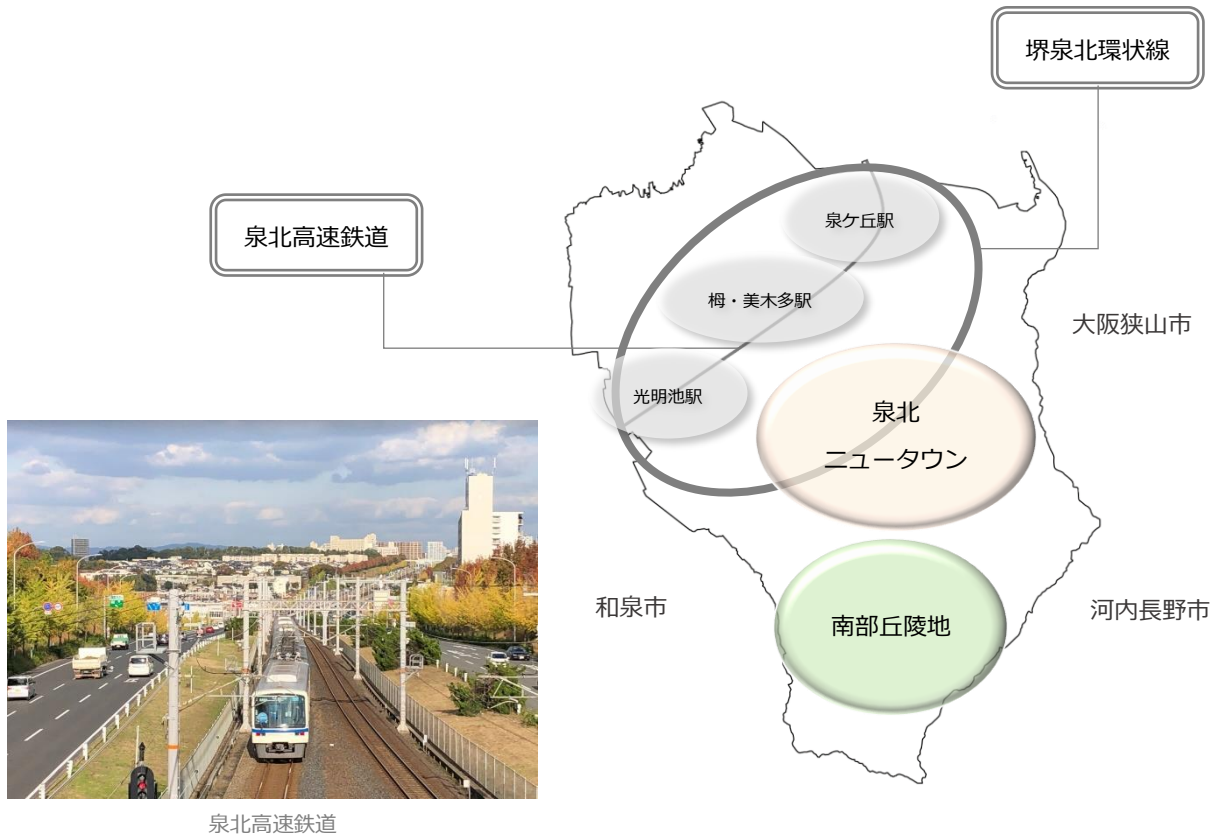 堺泉北環状線
泉北高速鉄道
泉ケ丘駅
栂・美木多駅
大阪狭山市
光明池駅
泉北
ニュータウン
和泉市
南部丘陵地
河内長野市
泉北高速鉄道